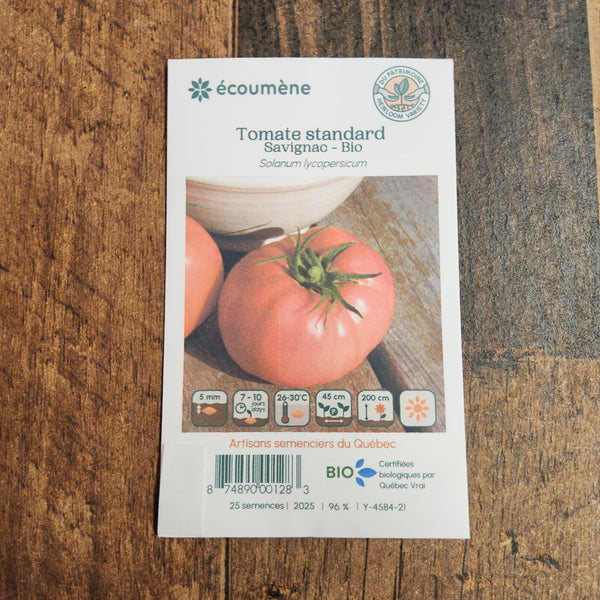 écoumène
DU PATRIMOINE
HEIRLOOM VARIETY
Tomate standard
Savignac - Bio
Solanum lycopersicum
5 mm
7 - 10
jours
days
26-30°C
45 cm
P
200 cm
Artisans semenciers du Québec
8 74890 00128 3
BIO
Certifiées
biologiques par
Québec Vrai
25 semences | 2025 | 96 % | Y-4584-21